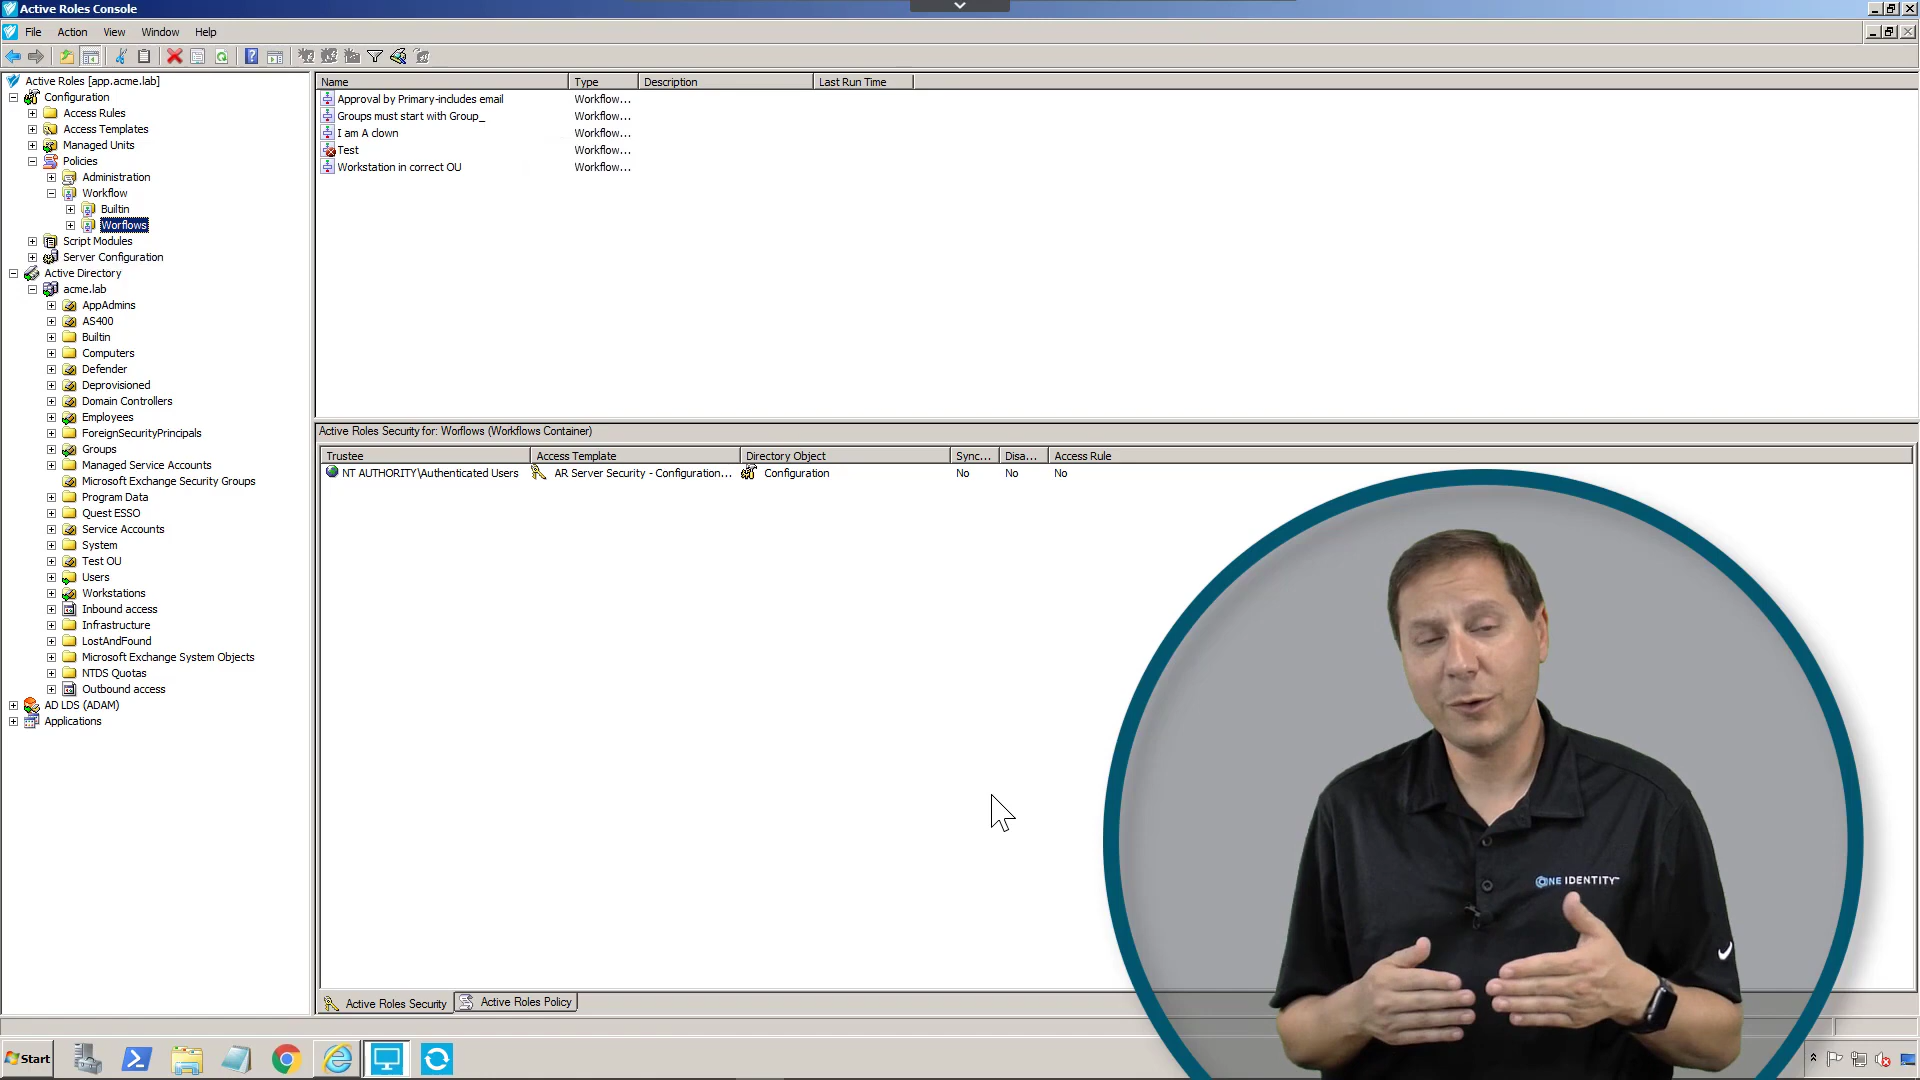 Active Roles Console
File Action View Window Help
Active Roles [app.acme.lab]
Configuration
Access Rules
Access Templates
Managed Units
Policies
Administration
Workflow
Builtin
Worflows
Script Modules
Server Configuration
Active Directory
acme.lab
AppAdmins
AS400
Builtin
Computers
Defender
Deprovisioned
Domain Controllers
Employees
ForeignSecurityPrincipals
Groups
Managed Service Accounts
Microsoft Exchange Security Groups
Program Data
Quest ESSO
Service Accounts
System
Test OU
Users
Workstations
Inbound access
Infrastructure
LostAndFound
Microsoft Exchange System Objects
NTDS Quotas
Outbound access
AD LDS (ADAM)
Applications
Name Type Description Last Run Time
Approval by Primary-includes email Workflow...
Groups must start with Group_ Workflow...
I am A clown Workflow...
Test Workflow...
Workstation in correct OU Workflow...
Active Roles Security for: Worflows (Workflows Container)
Trustee Access Template Directory Object Sync... Disa... Access Rule
NT AUTHORITY\Authenticated Users AR Server Security - Configuration... Configuration No No No
ONE IDENTITY™
Active Roles Security Active Roles Policy
Start